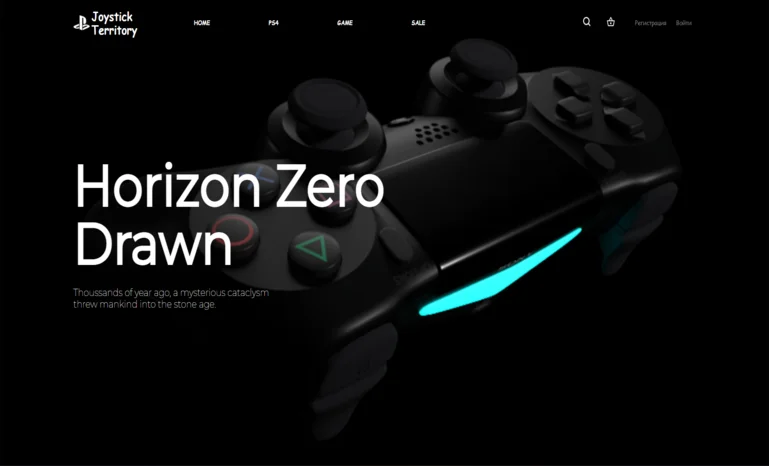 Joystick
Territory
HOME
PS4
GAME
SALE
Регистрация
Войти
Horizon Zero
Drawn
Thoussands of year ago, a mysterious cataclysm
threw mankind into the stone age.